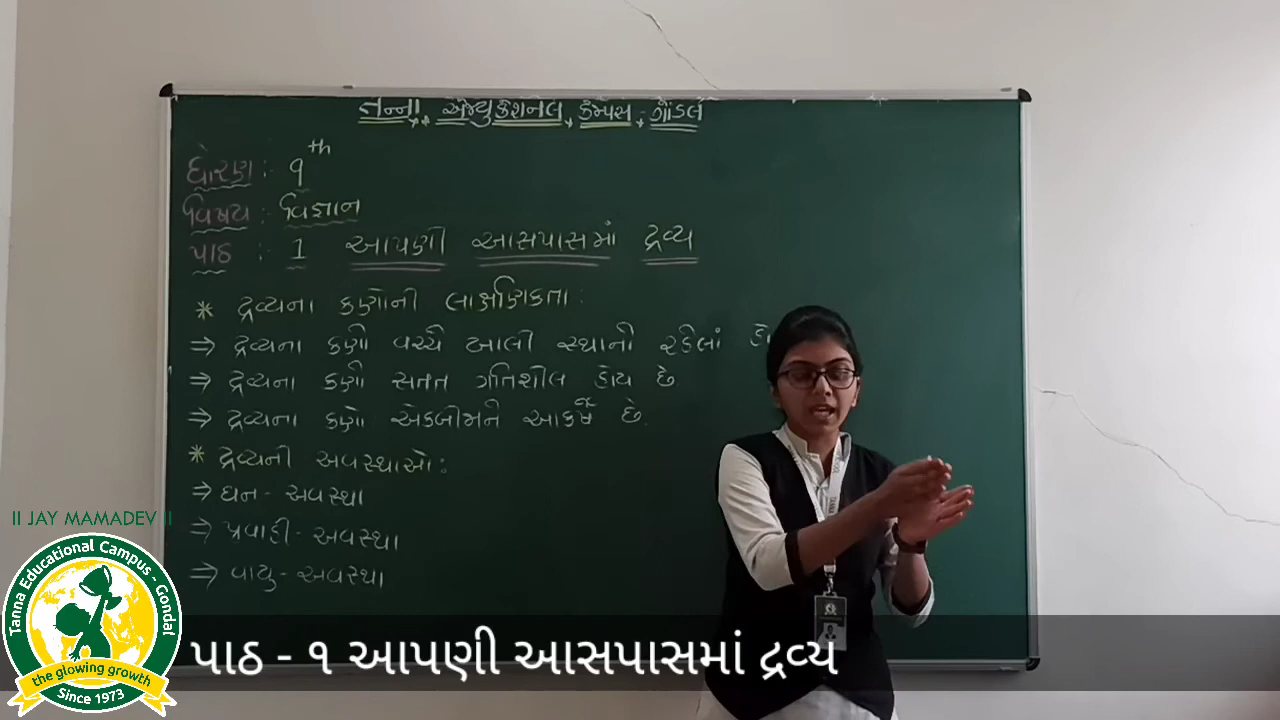 તન્ના એજ્યુકેશનલ કેમ્પસ - ગોંડલ
ધોરણ : ૯th
વિષય : વિજ્ઞાન
પાઠ : 1 આપણી આસપાસમાં દ્રવ્ય
* દ્રવ્યના કણોની લાક્ષણિકતા :
⇒ દ્રવ્યના કણો વચ્ચે ખાલી સ્થાનો રહેલાં
⇒ દ્રવ્યના કણો સતત ગતિશીલ હોય છે
⇒ દ્રવ્યના કણો એકબીજાને આકર્ષે છે.
* દ્રવ્યની અવસ્થાઓ :
⇒ ઘન - અવસ્થા
⇒ પ્રવાહી - અવસ્થા
⇒ વાયુ - અવસ્થા
II JAY MAMADEV II
Tanna Educational Campus - Gondal
the glowing growth
Since 1973
પાઠ - ૧ આપણી આસપાસમાં દ્રવ્ય